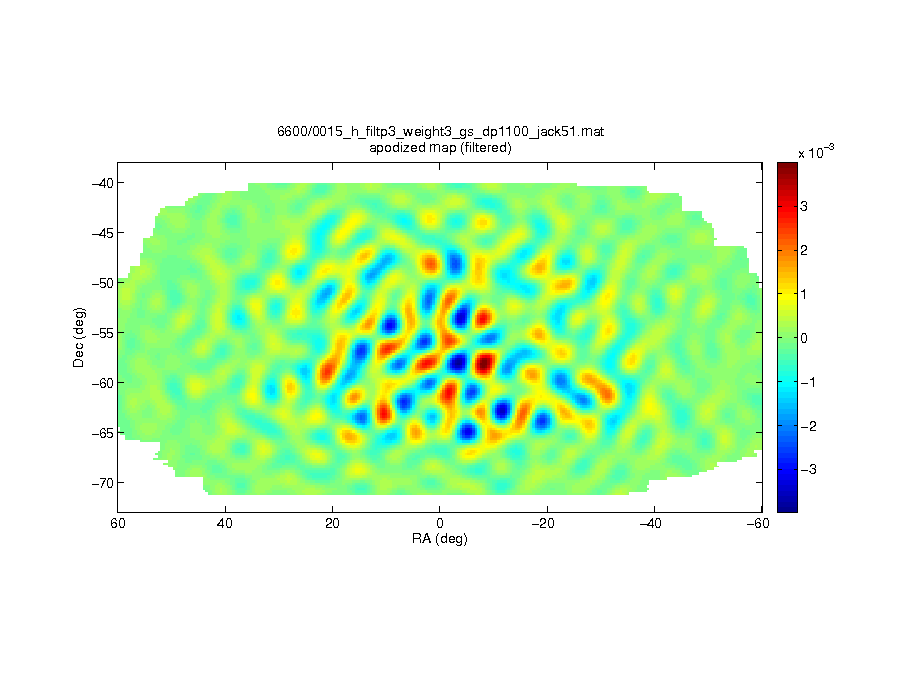 6600/0015_h_filtp3_weight3_gs_dp1100_jack51.mat
apodized map (filtered)
x 10⁻³
−40
−45
−50
−55
−60
−65
−70
Dec (deg)
60 40 20 0 −20 −40 −60
RA (deg)
3
2
1
0
−1
−2
−3